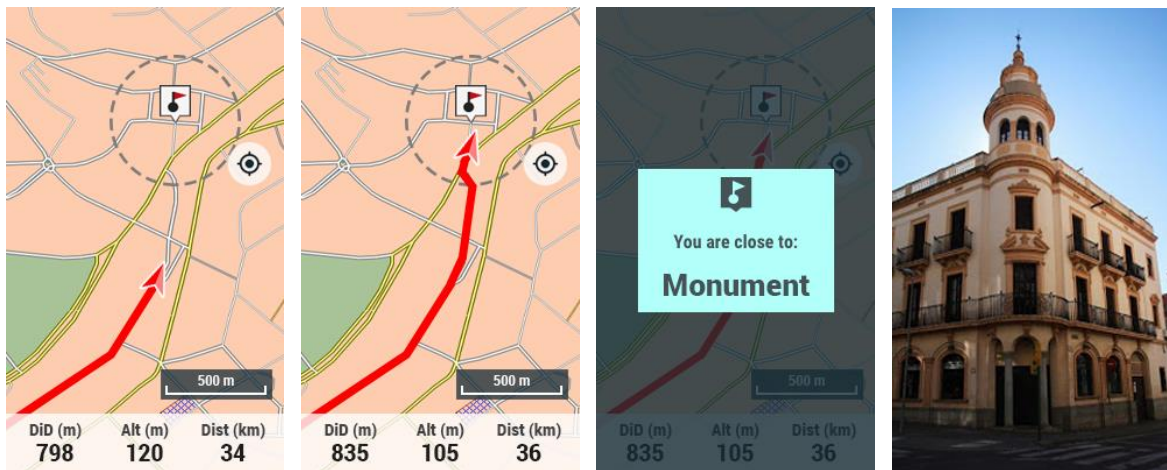 500 m
DiD (m) Alt (m) Dist (km)
798 120 34
500 m
DiD (m) Alt (m) Dist (km)
835 105 36
You are close to:
Monument
500 m
DiD (m) Alt (m) Dist (km)
835 105 36